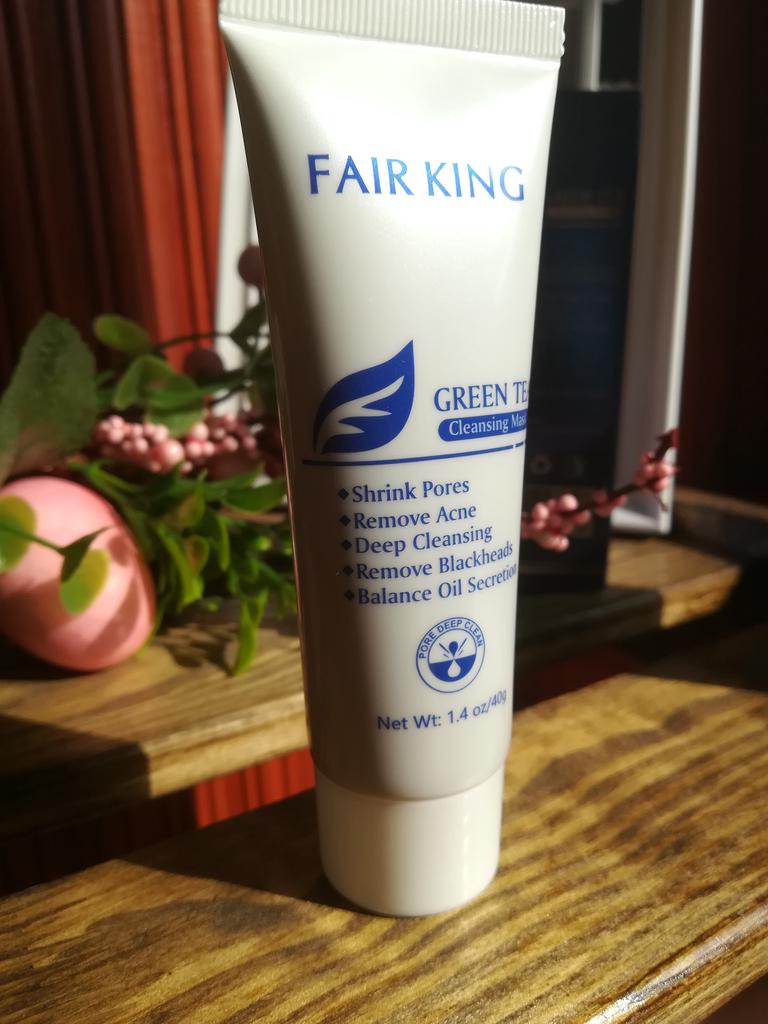 FAIR KING
GREEN TE
Cleansing Mas
◆Shrink Pores
◆Remove Acne
◆Deep Cleansing
◆Remove Blackheads
◆Balance Oil Secretion
PORE DEEP CLEAN
Net Wt: 1.4 oz/40g